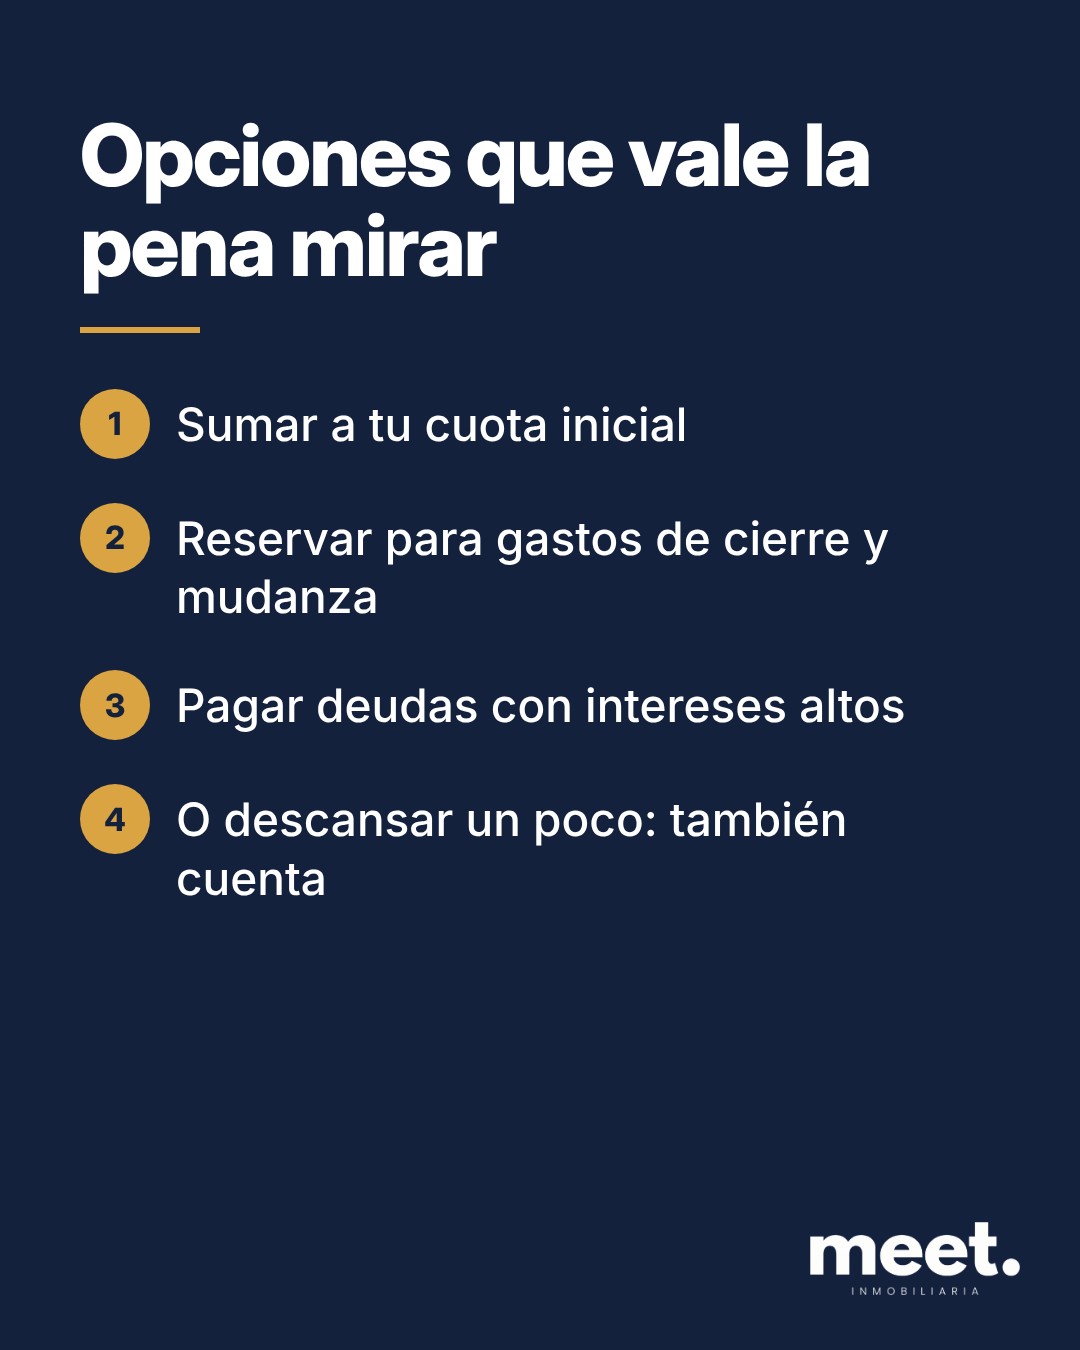 Opciones que vale la
pena mirar
1 Sumar a tu cuota inicial
2 Reservar para gastos de cierre y
mudanza
3 Pagar deudas con intereses altos
4 O descansar un poco: también
cuenta
meet.
INMOBILIARIA